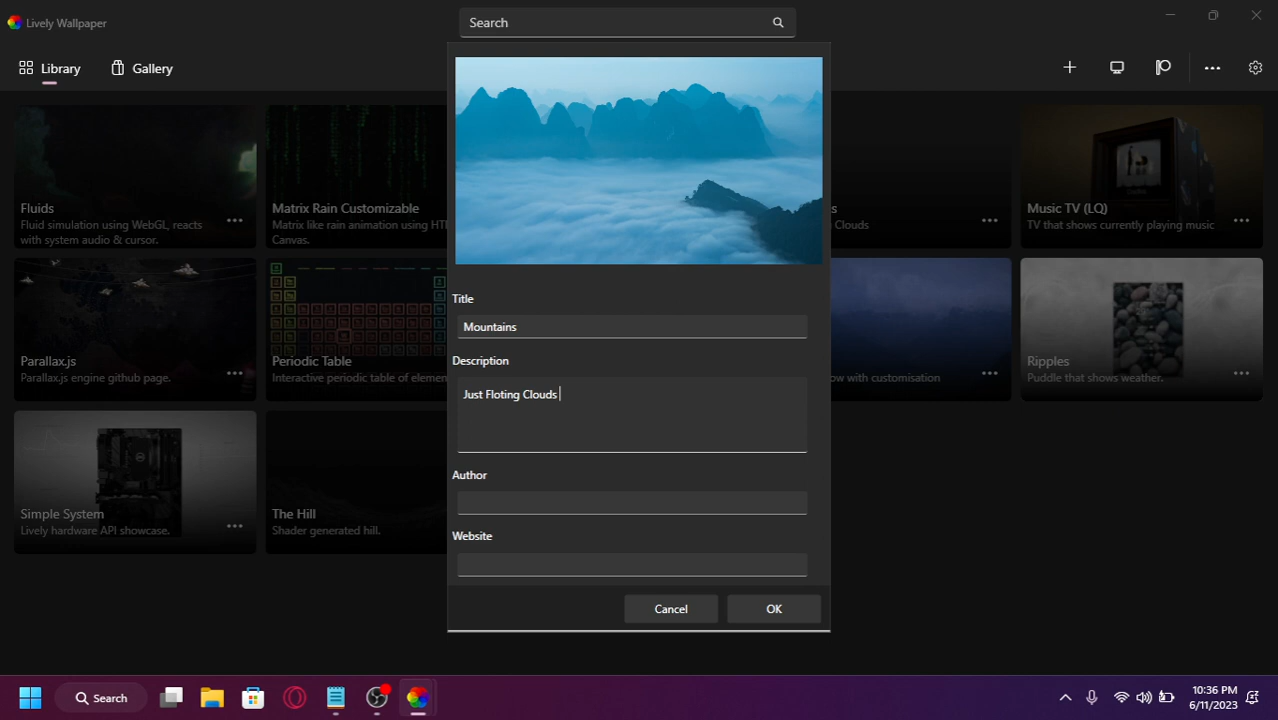 Lively Wallpaper
Search
Library
Gallery
Fluids
Fluid simulation using WebGL, reacts
with system audio & cursor.
Matrix Rain Customizable
Matrix like rain animation using HT
Canvas.
s
Clouds
Music TV (LQ)
TV that shows currently playing music
Title
Mountains
Description
Just Floting Clouds
Parallax.js
Parallax.js engine github page.
Periodic Table
Interactive periodic table of elemen
ow with customisation
Ripples
Puddle that shows weather.
Author
Simple System
Lively hardware API showcase.
The Hill
Shader generated hill.
Website
Cancel
OK
Search
10:36 PM
6/11/2023